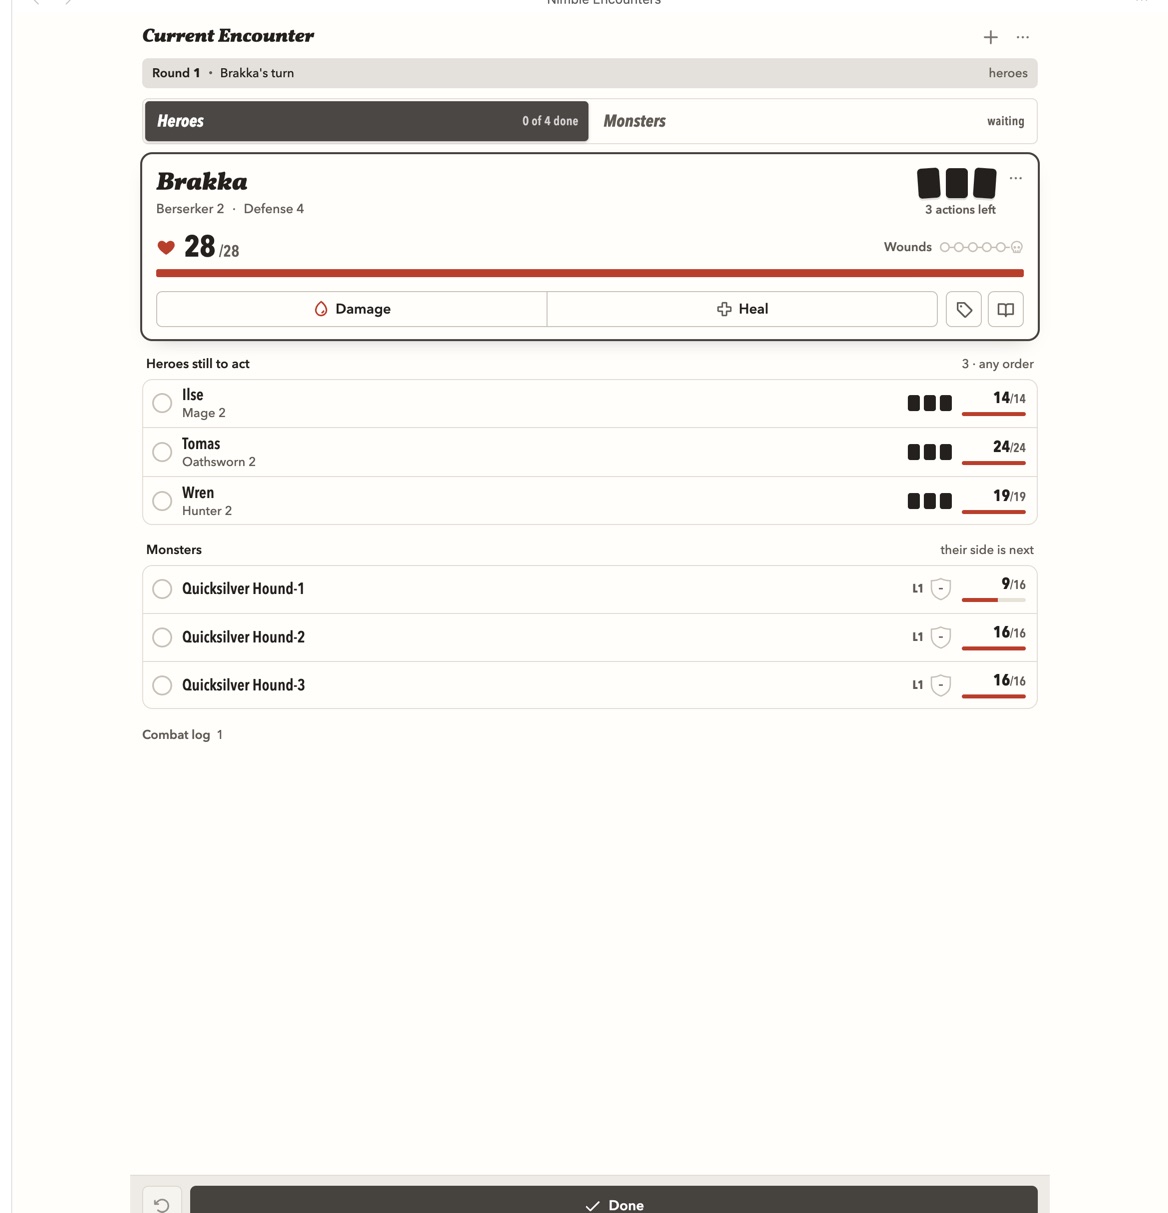 Nimble Encounters
Current Encounter
Round 1 • Brakka's turn
heroes
Heroes
0 of 4 done
Monsters
waiting
Brakka
Berserker 2 · Defense 4
3 actions left
28/28
Wounds
Damage
Heal
Heroes still to act
3 · any order
Ilse
Mage 2
14/14
Tomas
Oathsworn 2
24/24
Wren
Hunter 2
19/19
Monsters
their side is next
Quicksilver Hound-1
L1
-
9/16
Quicksilver Hound-2
L1
-
16/16
Quicksilver Hound-3
L1
-
16/16
Combat log 1
Done